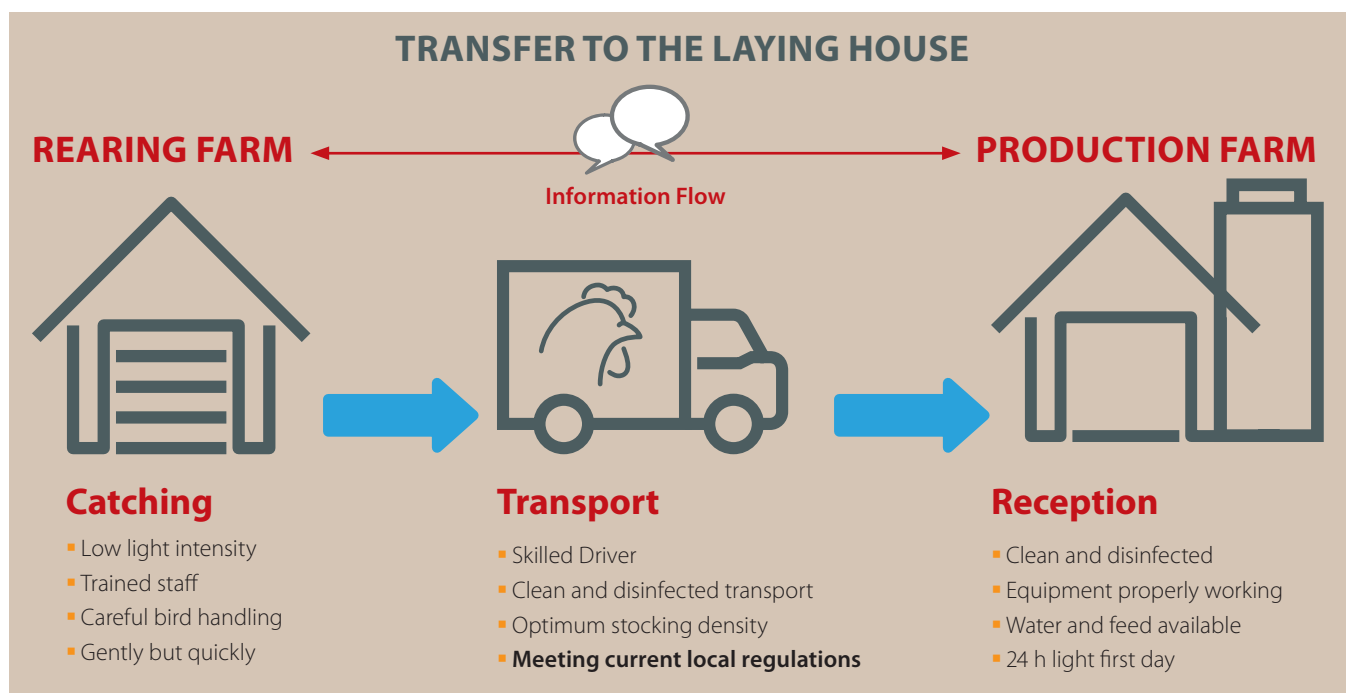 TRANSFER TO THE LAYING HOUSE
REARING FARM
PRODUCTION FARM
Information Flow
Catching
▪ Low light intensity
▪ Trained staff
▪ Careful bird handling
▪ Gently but quickly
Transport
▪ Skilled Driver
▪ Clean and disinfected transport
▪ Optimum stocking density
▪ Meeting current local regulations
Reception
▪ Clean and disinfected
▪ Equipment properly working
▪ Water and feed available
▪ 24 h light first day